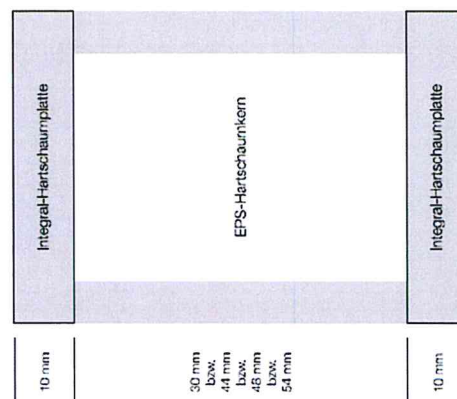 Integral-Hartschaumplatte
EPS-Hartschaumkern
Integral-Hartschaumplatte
10 mm
30 mm
bzw.
44 mm
bzw.
48 mm
bzw.
54 mm
10 mm